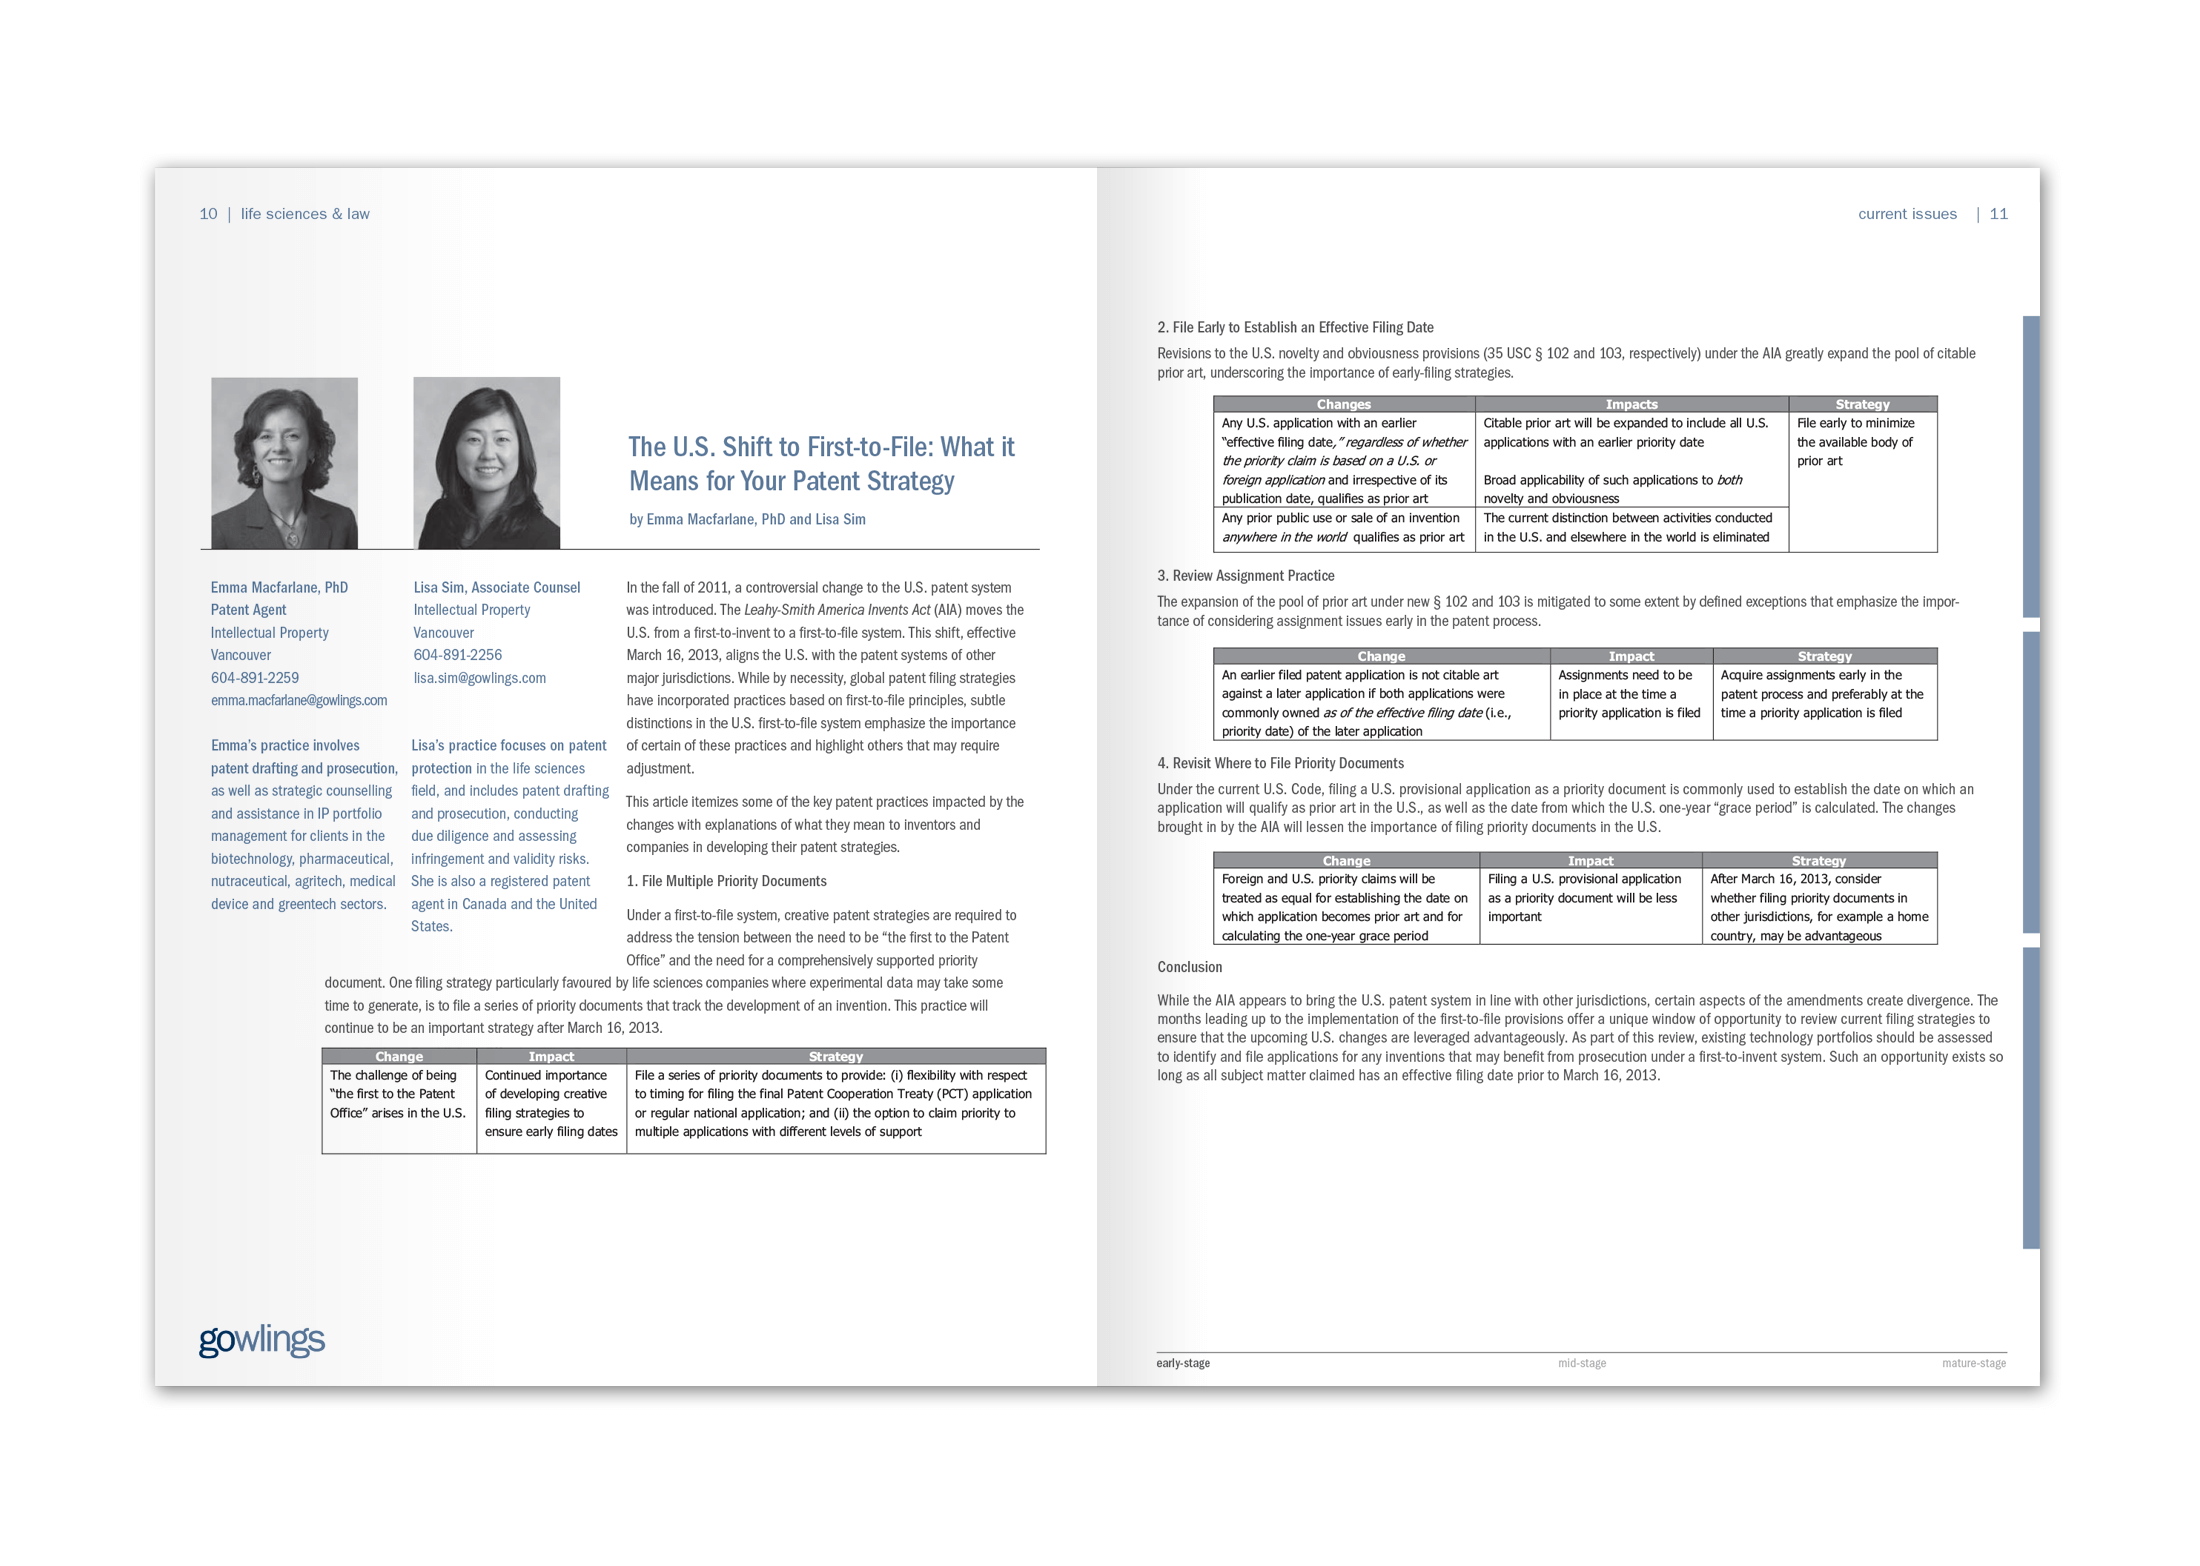 10 | life sciences & law
The U.S. Shift to First-to-File: What it
Means for Your Patent Strategy
by Emma Macfarlane, PhD and Lisa Sim
Emma Macfarlane, PhD
Patent Agent
Intellectual Property
Vancouver
604-891-2259
emma.macfarlane@gowlings.com
Emma's practice involves
patent drafting and prosecution,
as well as strategic counselling
and assistance in IP portfolio
management for clients in the
biotechnology, pharmaceutical,
nutraceutical, agritech, medical
device and greentech sectors.
Lisa Sim, Associate Counsel
Intellectual Property
Vancouver
604-891-2256
lisa.sim@gowlings.com
Lisa's practice focuses on patent
protection in the life sciences
field, and includes patent drafting
and prosecution, conducting
due diligence and assessing
infringement and validity risks.
She is also a registered patent
agent in Canada and the United
States.
In the fall of 2011, a controversial change to the U.S. patent system
was introduced. The Leahy-Smith America Invents Act (AIA) moves the
U.S. from a first-to-invent to a first-to-file system. This shift, effective
March 16, 2013, aligns the U.S. with the patent systems of other
major jurisdictions. While by necessity, global patent filing strategies
have incorporated practices based on first-to-file principles, subtle
distinctions in the U.S. first-to-file system emphasize the importance
of certain of these practices and highlight others that may require
adjustment.
This article itemizes some of the key patent practices impacted by the
changes with explanations of what they mean to inventors and
companies in developing their patent strategies.
1. File Multiple Priority Documents
Under a first-to-file system, creative patent strategies are required to
address the tension between the need to be “the first to the Patent
Office” and the need for a comprehensively supported priority
document. One filing strategy particularly favoured by life sciences companies where experimental data may take some
time to generate, is to file a series of priority documents that track the development of an invention. This practice will
continue to be an important strategy after March 16, 2013.
Change
Impact
Strategy
The challenge of being
“the first to the Patent
Office” arises in the U.S.
Continued importance
of developing creative
filing strategies to
ensure early filing dates
File a series of priority documents to provide: (i) flexibility with respect
to timing for filing the final Patent Cooperation Treaty (PCT) application
or regular national application; and (ii) the option to claim priority to
multiple applications with different levels of support
gowlings
current issues | 11
2. File Early to Establish an Effective Filing Date
Revisions to the U.S. novelty and obviousness provisions (35 USC § 102 and 103, respectively) under the AIA greatly expand the pool of citable
prior art, underscoring the importance of early-filing strategies.
Changes
Impacts
Strategy
Any U.S. application with an earlier
“effective filing date,” regardless of whether
the priority claim is based on a U.S. or
foreign application and irrespective of its
publication date, qualifies as prior art
Citable prior art will be expanded to include all U.S.
applications with an earlier priority date
Broad applicability of such applications to both
novelty and obviousness
File early to minimize
the available body of
prior art
Any prior public use or sale of an invention
anywhere in the world qualifies as prior art
The current distinction between activities conducted
in the U.S. and elsewhere in the world is eliminated
3. Review Assignment Practice
The expansion of the pool of prior art under new § 102 and 103 is mitigated to some extent by defined exceptions that emphasize the impor-
tance of considering assignment issues early in the patent process.
Change
Impact
Strategy
An earlier filed patent application is not citable art
against a later application if both applications were
commonly owned as of the effective filing date (i.e.,
priority date) of the later application
Assignments need to be
in place at the time a
priority application is filed
Acquire assignments early in the
patent process and preferably at the
time a priority application is filed
4. Revisit Where to File Priority Documents
Under the current U.S. Code, filing a U.S. provisional application as a priority document is commonly used to establish the date on which an
application will qualify as prior art in the U.S., as well as the date from which the U.S. one-year “grace period” is calculated. The changes
brought in by the AIA will lessen the importance of filing priority documents in the U.S.
Change
Impact
Strategy
Foreign and U.S. priority claims will be
treated as equal for establishing the date on
which application becomes prior art and for
calculating the one-year grace period
Filing a U.S. provisional application
as a priority document will be less
important
After March 16, 2013, consider
whether filing priority documents in
other jurisdictions, for example a home
country, may be advantageous
Conclusion
While the AIA appears to bring the U.S. patent system in line with other jurisdictions, certain aspects of the amendments create divergence. The
months leading up to the implementation of the first-to-file provisions offer a unique window of opportunity to review current filing strategies to
ensure that the upcoming U.S. changes are leveraged advantageously. As part of this review, existing technology portfolios should be assessed
to identify and file applications for any inventions that may benefit from prosecution under a first-to-invent system. Such an opportunity exists so
long as all subject matter claimed has an effective filing date prior to March 16, 2013.
early-stage
mid-stage
mature-stage